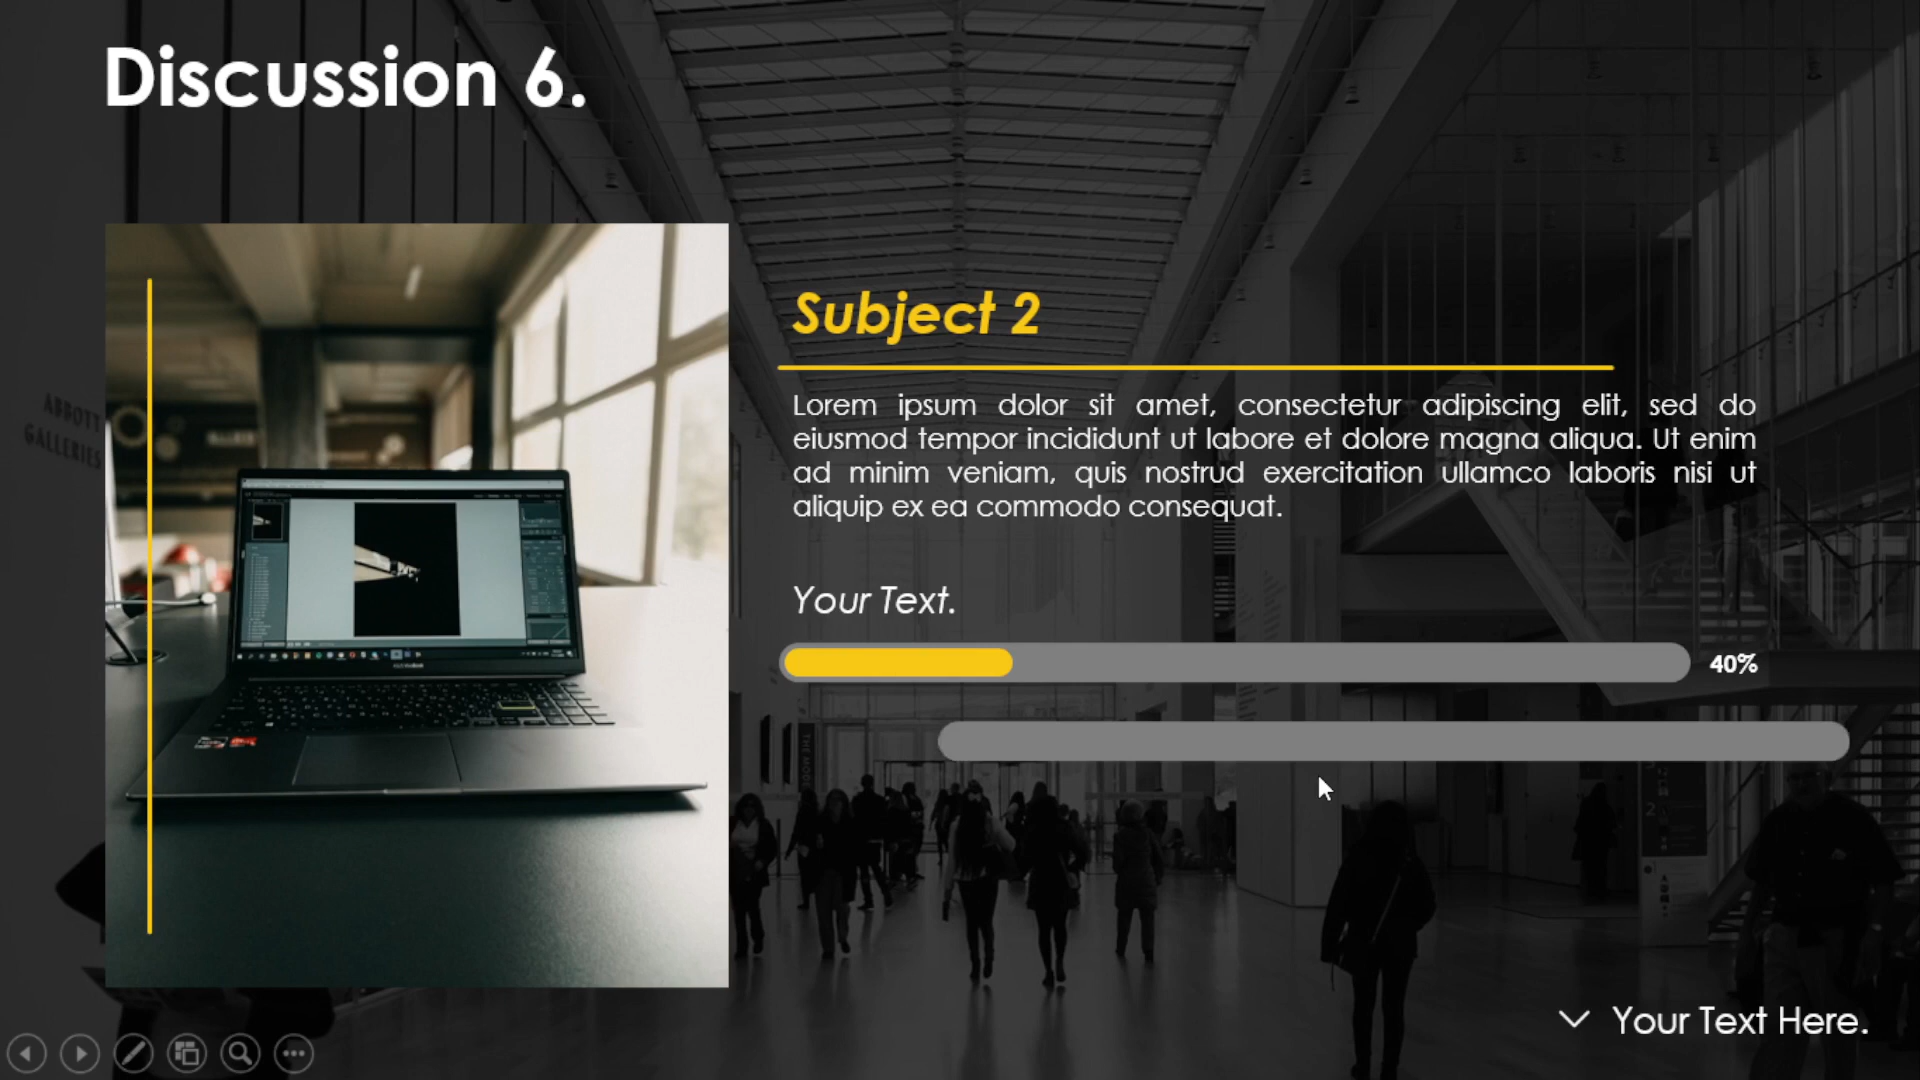 Discussion 6.
ABBOTT
GALLERIES
Subject 2
Lorem ipsum dolor sit amet, consectetur adipiscing elit, sed do
eiusmod tempor incididunt ut labore et dolore magna aliqua. Ut enim
ad minim veniam, quis nostrud exercitation ullamco laboris nisi ut
aliquip ex ea commodo consequat.
Your Text.
40%
Your Text Here.